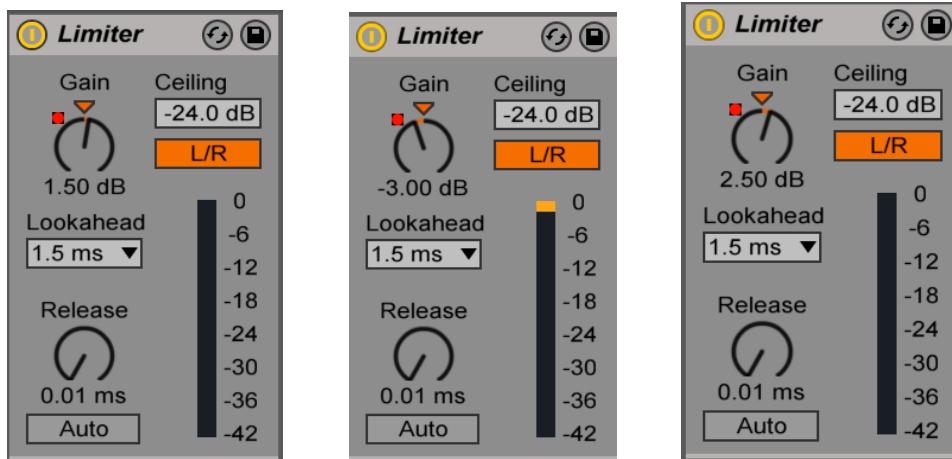 Limiter
Gain Ceiling
-24.0 dB
L/R
1.50 dB
Lookahead
1.5 ms
Release
0.01 ms
Auto
0
-6
-12
-18
-24
-30
-36
-42
Limiter
Gain Ceiling
-24.0 dB
L/R
-3.00 dB
Lookahead
1.5 ms
Release
0.01 ms
Auto
0
-6
-12
-18
-24
-30
-36
-42
Limiter
Gain Ceiling
-24.0 dB
L/R
2.50 dB
Lookahead
1.5 ms
Release
0.01 ms
Auto
0
-6
-12
-18
-24
-30
-36
-42